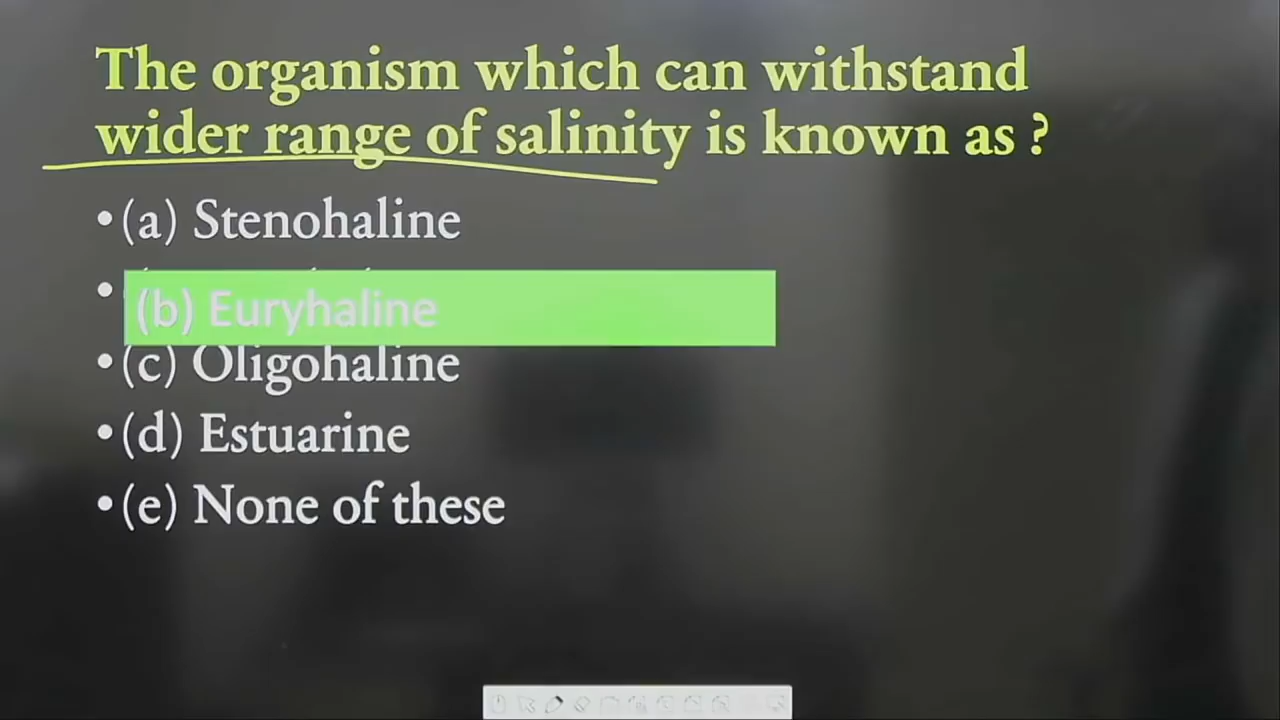 The organism which can withstand
wider range of salinity is known as ?
•(a) Stenohaline
•
(b) Euryhaline
•(c) Oligohaline
•(d) Estuarine
•(e) None of these